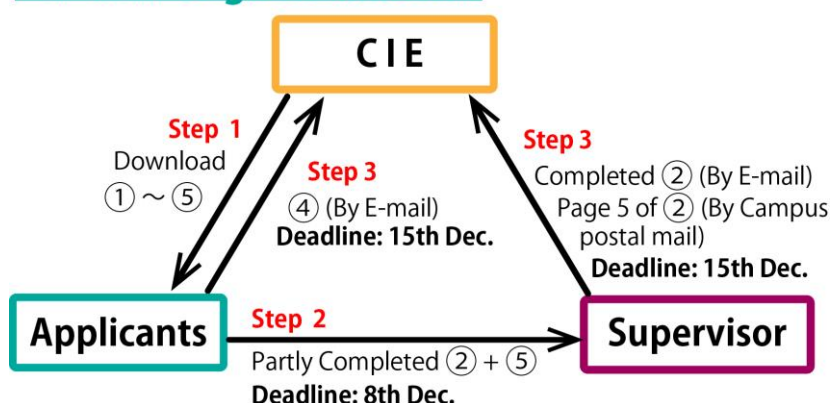 CIE
Step 1
Download
①～⑤
Step 3
④ (By E-mail)
Deadline: 15th Dec.
Step 3
Completed ② (By E-mail)
Page 5 of ② (By Campus
postal mail)
Deadline: 15th Dec.
Applicants
Step 2
Partly Completed ② + ⑤
Deadline: 8th Dec.
Supervisor